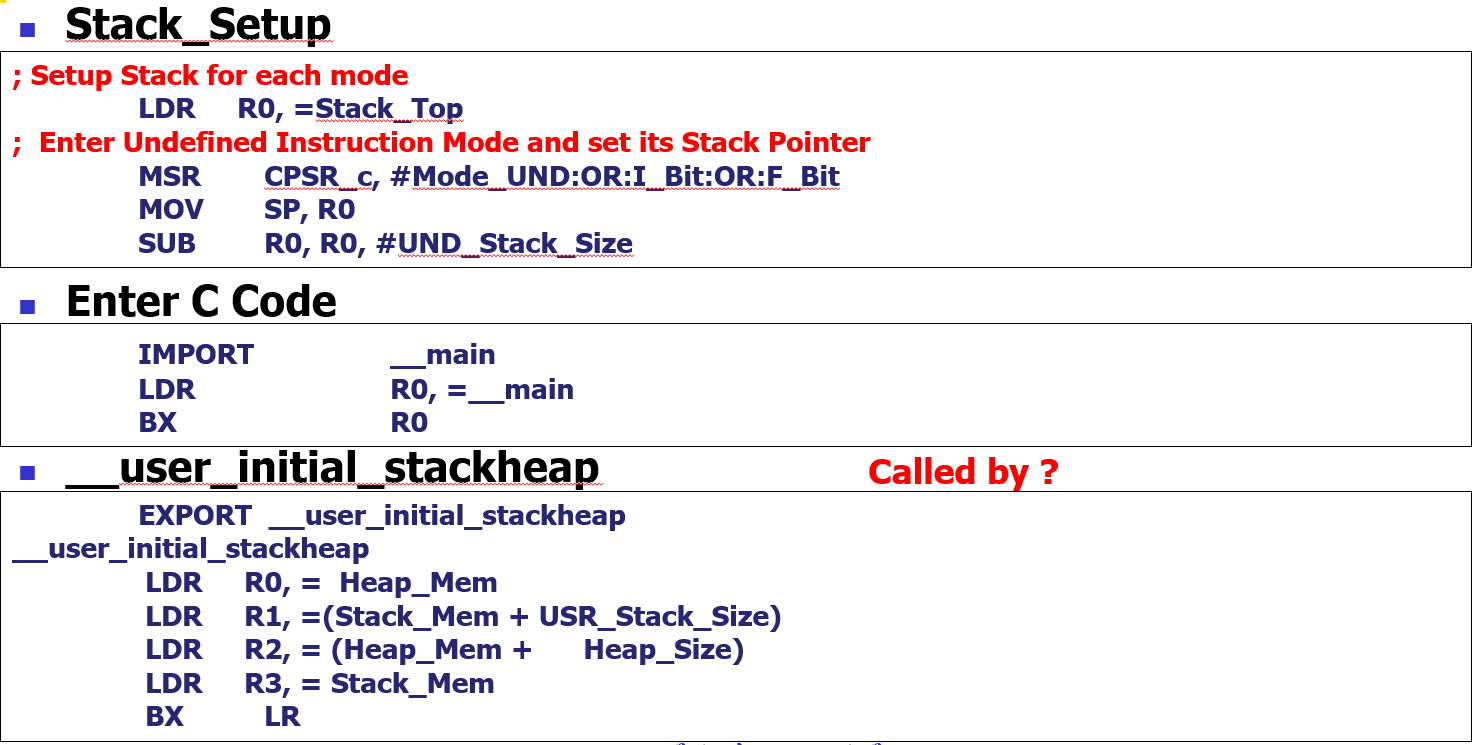 Stack_Setup
; Setup Stack for each mode
LDR R0, =Stack_Top
; Enter Undefined Instruction Mode and set its Stack Pointer
MSR CPSR_c, #Mode_UND:OR:I_Bit:OR:F_Bit
MOV SP, R0
SUB R0, R0, #UND_Stack_Size
Enter C Code
IMPORT __main
LDR R0, =__main
BX R0
__user_initial_stackheap Called by ?
EXPORT __user_initial_stackheap
__user_initial_stackheap
LDR R0, = Heap_Mem
LDR R1, =(Stack_Mem + USR_Stack_Size)
LDR R2, = (Heap_Mem + Heap_Size)
LDR R3, = Stack_Mem
BX LR